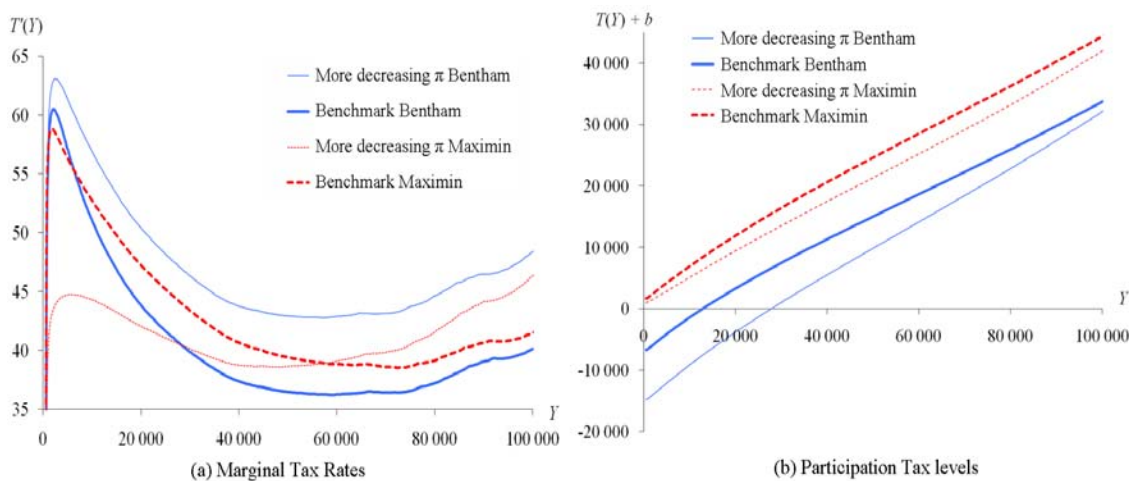 T'(Y)
65
60
55
50
45
40
35
More decreasing π Bentham
Benchmark Bentham
More decreasing π Maximin
Benchmark Maximin
Y
0 20 000 40 000 60 000 80 000 100 000
(a) Marginal Tax Rates
T(Y) + b
40 000
30 000
20 000
10 000
0
-10 000
-20 000
More decreasing π Bentham
Benchmark Bentham
More decreasing π Maximin
Benchmark Maximin
Y
0 20 000 40 000 60 000 80 000 100 000
(b) Participation Tax levels